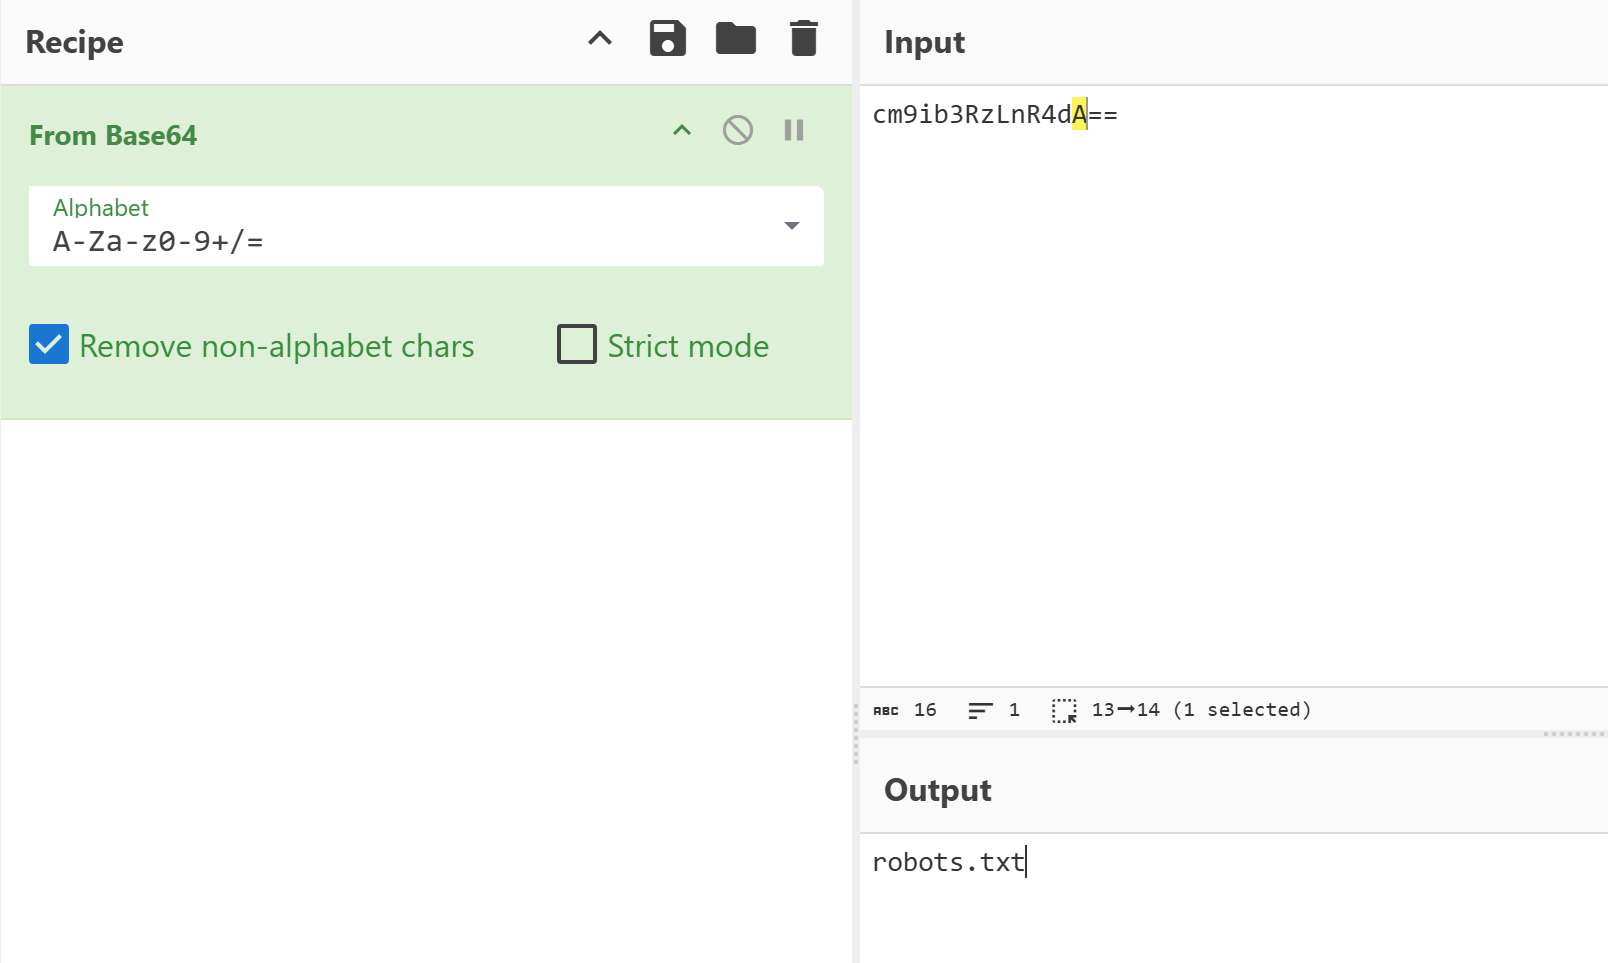 Recipe
From Base64
Alphabet
A-Za-z0-9+/=
Remove non-alphabet chars
Strict mode
Input
cm9ib3RzLnR4dA==
ABC 16 1 13→14 (1 selected)
Output
robots.txt